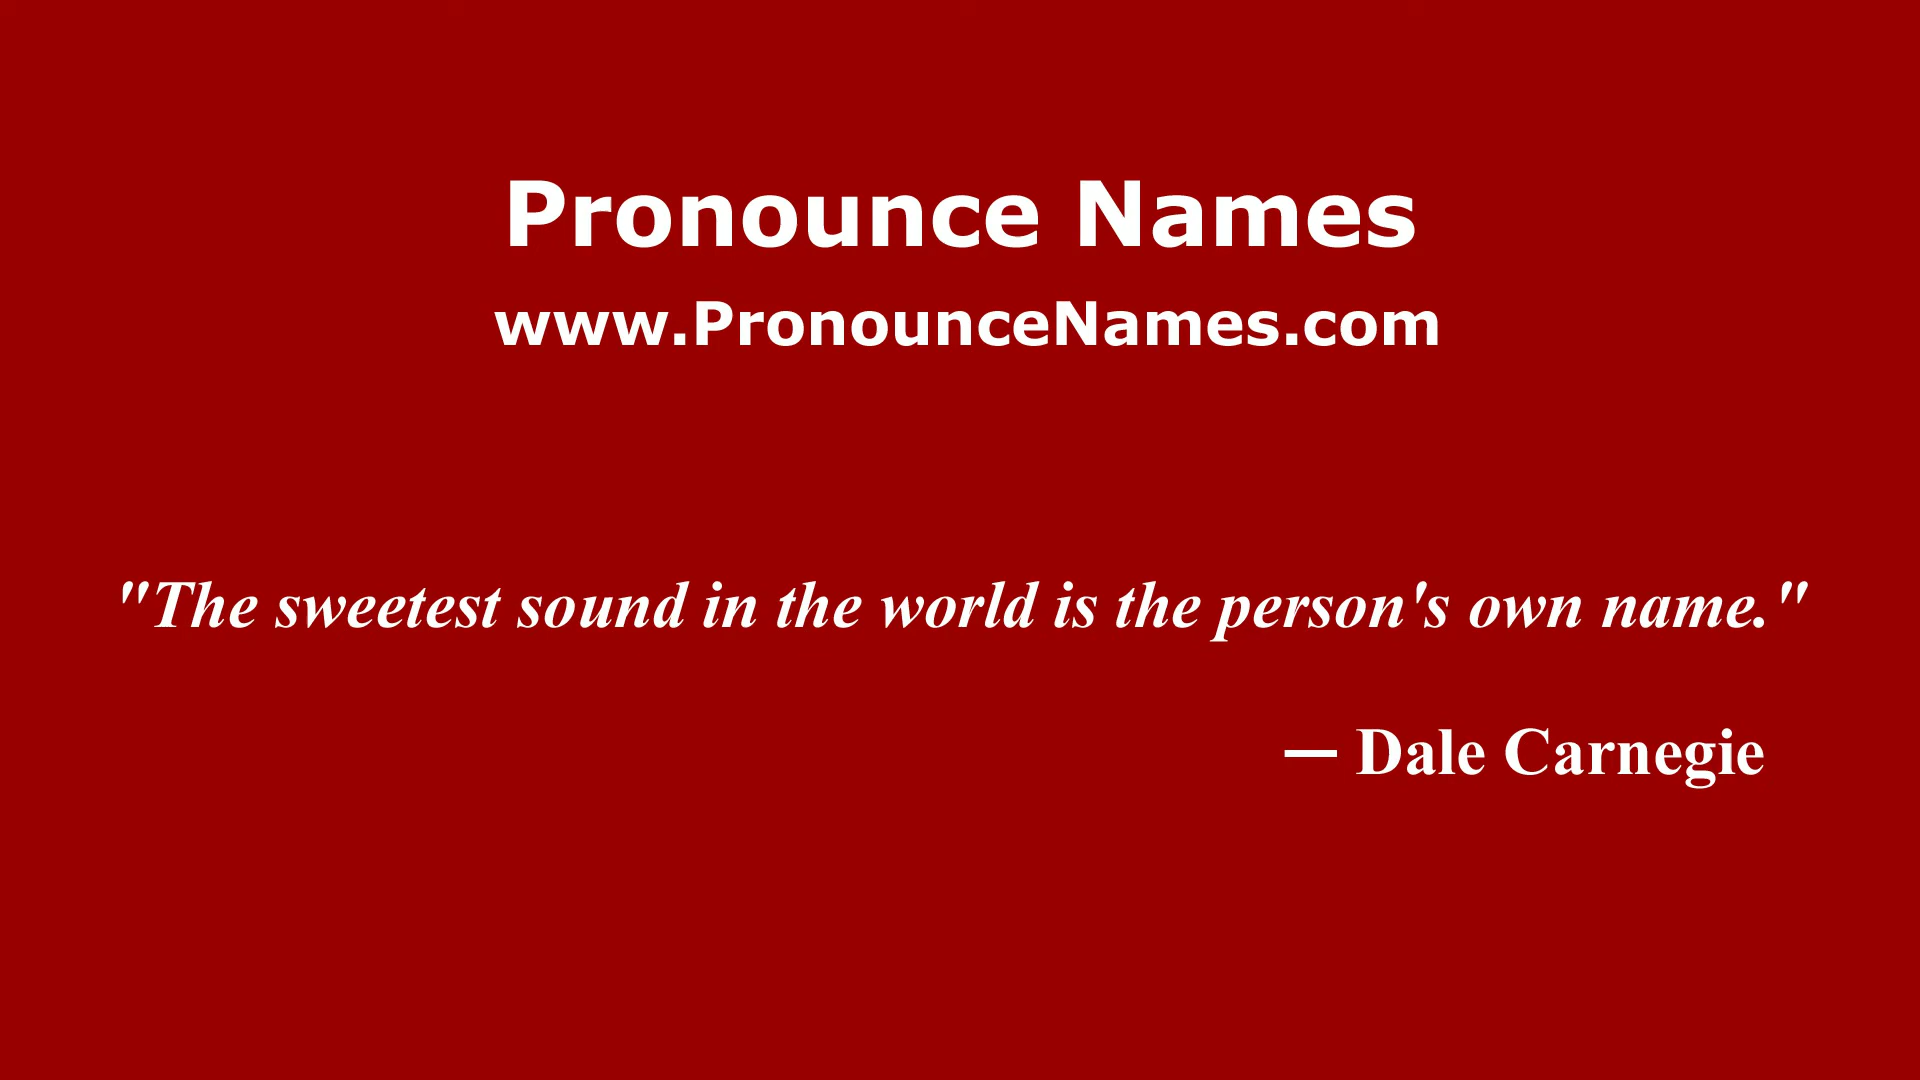 Pronounce Names
www.PronounceNames.com
"The sweetest sound in the world is the person's own name."
— Dale Carnegie